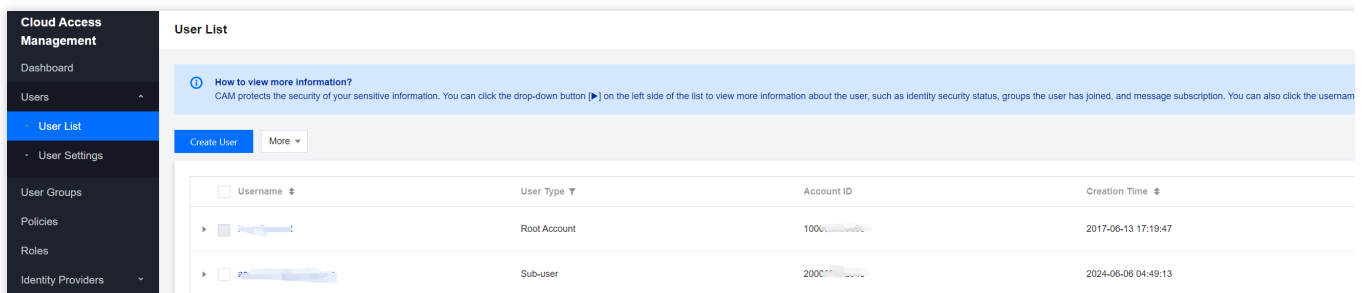 Cloud Access
Management
Dashboard
Users
User List
User Settings
User Groups
Policies
Roles
Identity Providers
User List
How to view more information?
CAM protects the security of your sensitive information. You can click the drop-down button [▶] on the left side of the list to view more information about the user, such as identity security status, groups the user has joined, and message subscription. You can also click the usernam
Create User More
Username User Type Account ID Creation Time
Root Account 2017-06-13 17:19:47
Sub-user 2024-06-06 04:49:13